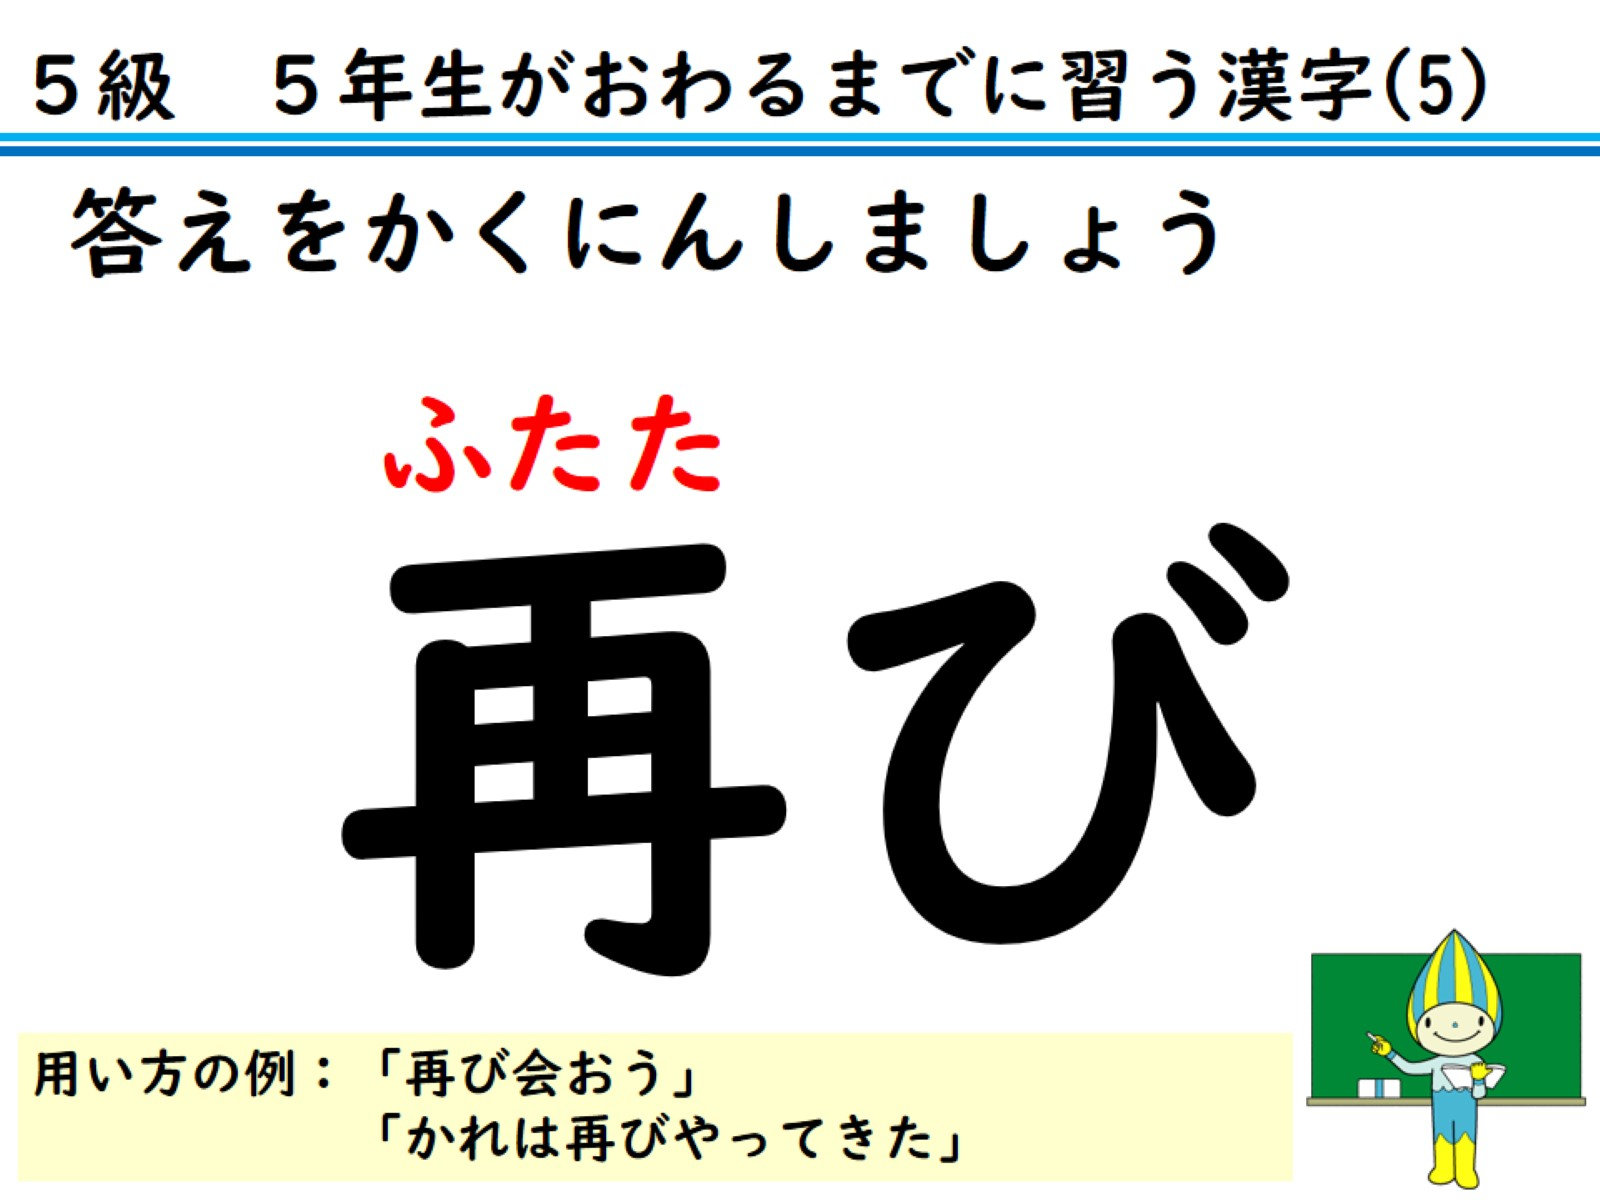 ５級　５年生がおわるまでに習う漢字(5)
答えをかくにんしましょう
ふたた
再び
用い方の例：「再び会おう」
「かれは再びやってきた」